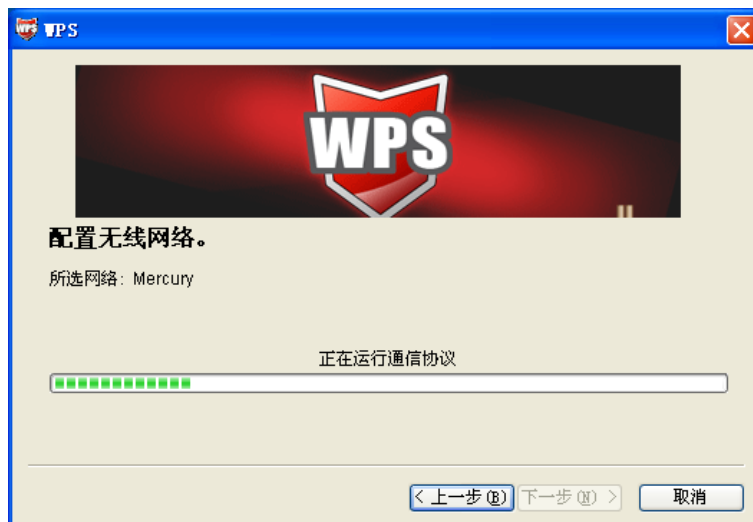 WPS
WPS
配置无线网络。
所选网络: Mercury
正在运行通信协议
< 上一步(B) 下一步(N) > 取消